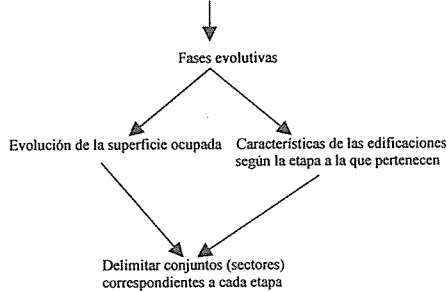 Fases evolutivas
Evolución de la superficie ocupada
Características de las edificaciones
según la etapa a la que pertenecen
Delimitar conjuntos (sectores)
correspondientes a cada etapa